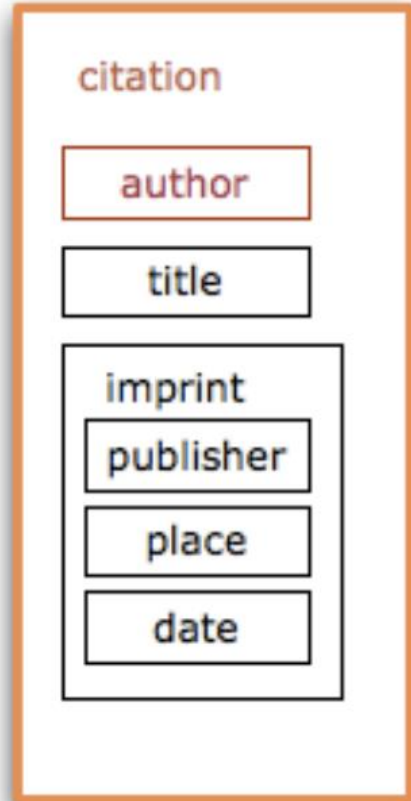 citation
author
title
imprint
publisher
place
date